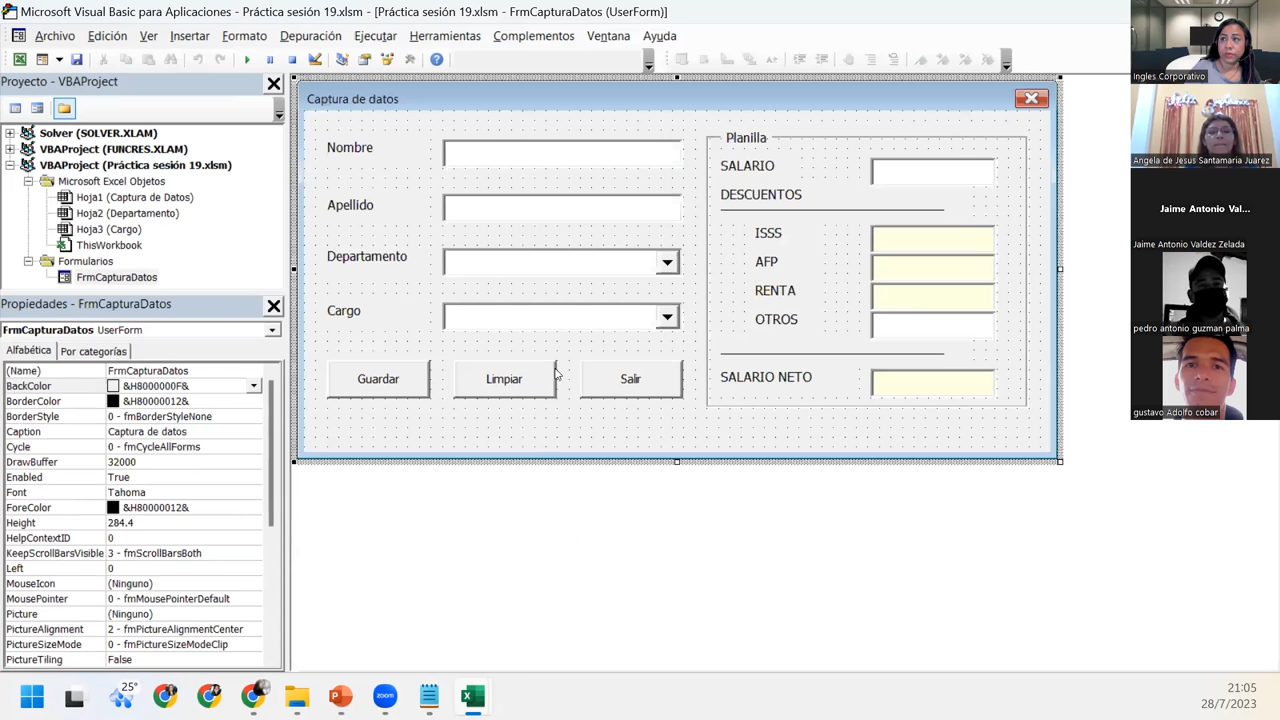 Microsoft Visual Basic para Aplicaciones - Práctica sesión 19.xlsm - [Práctica sesión 19.xlsm - FrmCapturaDatos (UserForm)]
Archivo Edición Ver Insertar Formato Depuración Ejecutar Herramientas Complementos Ventana Ayuda
Proyecto - VBAProject
Solver (SOLVER.XLAM)
VBAProject (FUNCRES.XLAM)
VBAProject (Práctica sesión 19.xlsm)
Microsoft Excel Objetos
Hoja1 (Captura de Datos)
Hoja2 (Departamento)
Hoja3 (Cargo)
ThisWorkbook
Formularios
FrmCapturaDatos
Propiedades - FrmCapturaDatos
FrmCapturaDatos UserForm
Alfabética Por categorías
(Name) FrmCapturaDatos
BackColor &H8000000F&
BorderColor &H80000012&
BorderStyle 0 - fmBorderStyleNone
Caption Captura de datos
Cycle 0 - fmCycleAllForms
DrawBuffer 32000
Enabled True
Font Tahoma
ForeColor &H80000012&
Height 284.4
HelpContextID 0
KeepScrollBarsVisible 3 - fmScrollBarsBoth
Left 0
MouseIcon (Ninguno)
MousePointer 0 - fmMousePointerDefault
Picture (Ninguno)
PictureAlignment 2 - fmPictureAlignmentCenter
PictureSizeMode 0 - fmPictureSizeModeClip
PictureTiling False
Captura de datos
Nombre
Apellido
Departamento
Cargo
Guardar Limpiar Salir
Planilla
SALARIO
DESCUENTOS
ISSS
AFP
RENTA
OTROS
SALARIO NETO
Ingles Corporativo
Angela de Jesus Santamaria Juarez
Jaime Antonio Val...
Jaime Antonio Valdez Zelada
pedro antonio guzman palma
gustavo Adolfo cobar
25°
zoom
21:05
28/7/2023